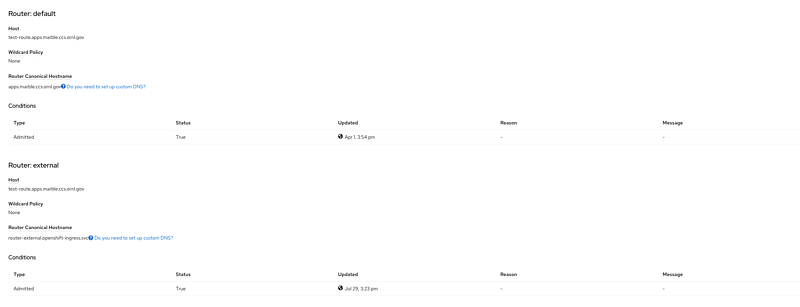 Router: default
Host
test-route.apps.marble.ccs.ornl.gov
Wildcard Policy
None
Router Canonical Hostname
apps.marble.ccs.ornl.gov Do you need to set up custom DNS?
Conditions
Type Status Updated Reason Message
Admitted True Apr 1, 3:54 pm - -
Router: external
Host
test-route.apps.marble.ccs.ornl.gov
Wildcard Policy
None
Router Canonical Hostname
router-external.openshift-ingress.svc Do you need to set up custom DNS?
Conditions
Type Status Updated Reason Message
Admitted True Jul 29, 3:23 pm - -